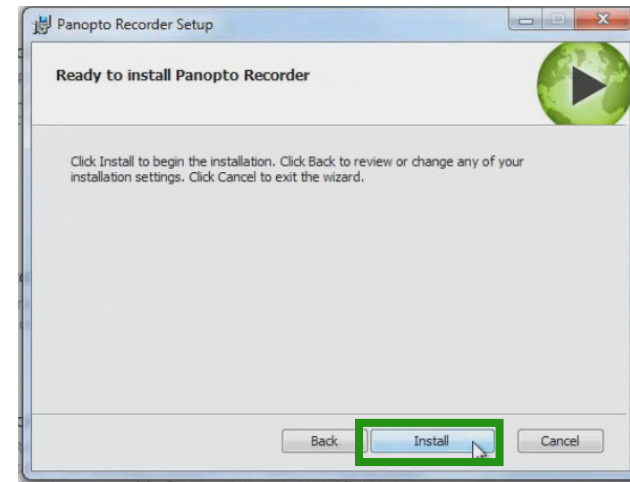 Panopto Recorder Setup
Ready to install Panopto Recorder
Click Install to begin the installation. Click Back to review or change any of your
installation settings. Click Cancel to exit the wizard.
Back Install Cancel